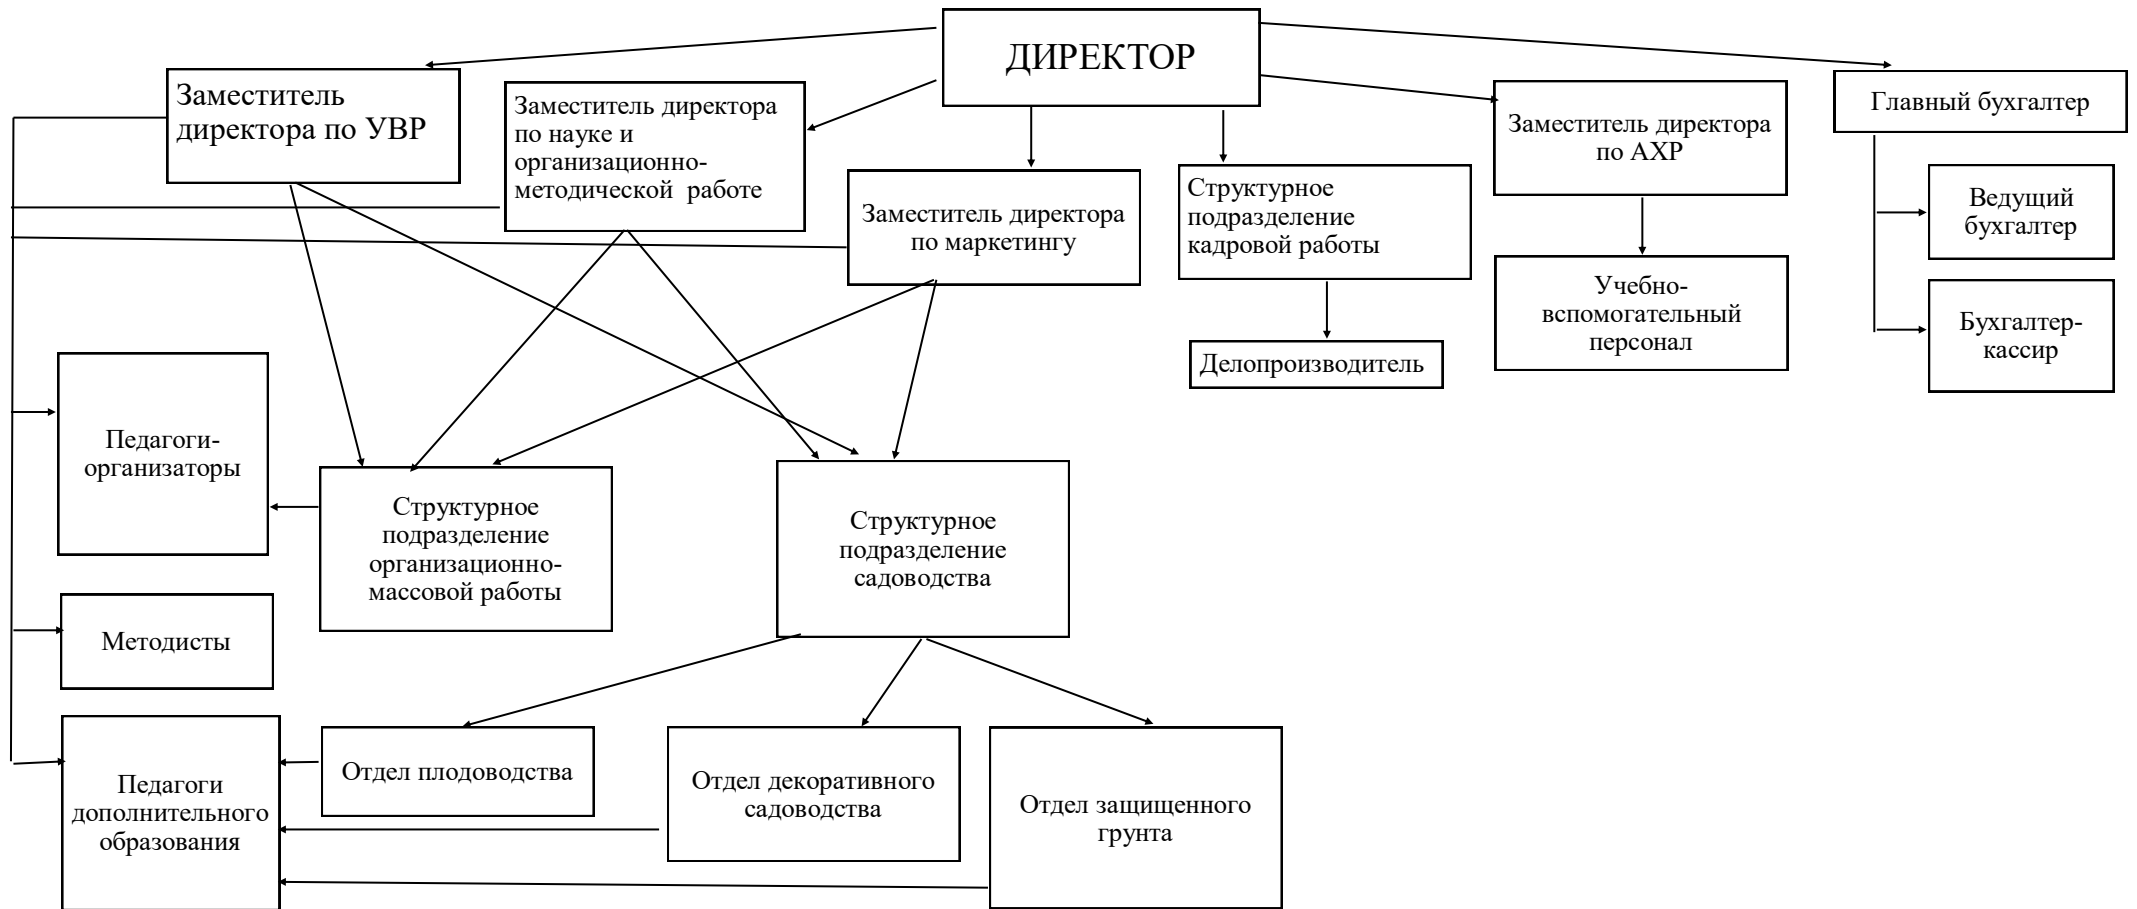 ДИРЕКТОР
Заместитель
директора по УВР
Заместитель директора
по науке и
организационно-
методической работе
Заместитель директора
по маркетингу
Структурное
подразделение
кадровой работы
Заместитель директора
по АХР
Главный бухгалтер
Ведущий
бухгалтер
Бухгалтер-
кассир
Учебно-
вспомогательный
персонал
Делопроизводитель
Педагоги-
организаторы
Структурное
подразделение
организационно-
массовой работы
Структурное
подразделение
садоводства
Методисты
Педагоги
дополнительного
образования
Отдел плодоводства
Отдел декоративного
садоводства
Отдел защищенного
грунта